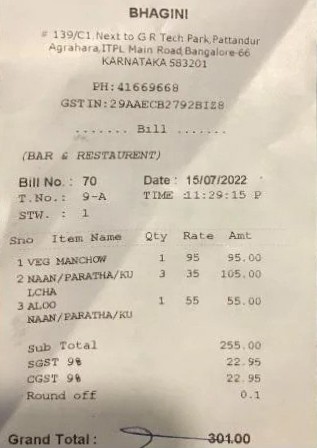 BHAGINI
# 139/C1, Next to G R Tech Park, Pattandur
Agrahara, ITPL Main Road, Bangalore-66
KARNATAKA 583201
PH:41669668
GSTIN:29AAECB2792B1Z8
....... Bill .......
(BAR & RESTAURENT)
Bill No. : 70 Date : 15/07/2022
T.No.: 9-A TIME :11:29:15 P
STW. : 1
Sno Item Name Qty Rate Amt
1 VEG MANCHOW 1 95 95.00
2 NAAN/PARATHA/KU 3 35 105.00
LCHA
3 ALOO 1 55 55.00
NAAN/PARATHA/KU
Sub Total 255.00
SGST 9% 22.95
CGST 9% 22.95
Round off 0.1
Grand Total : 301.00